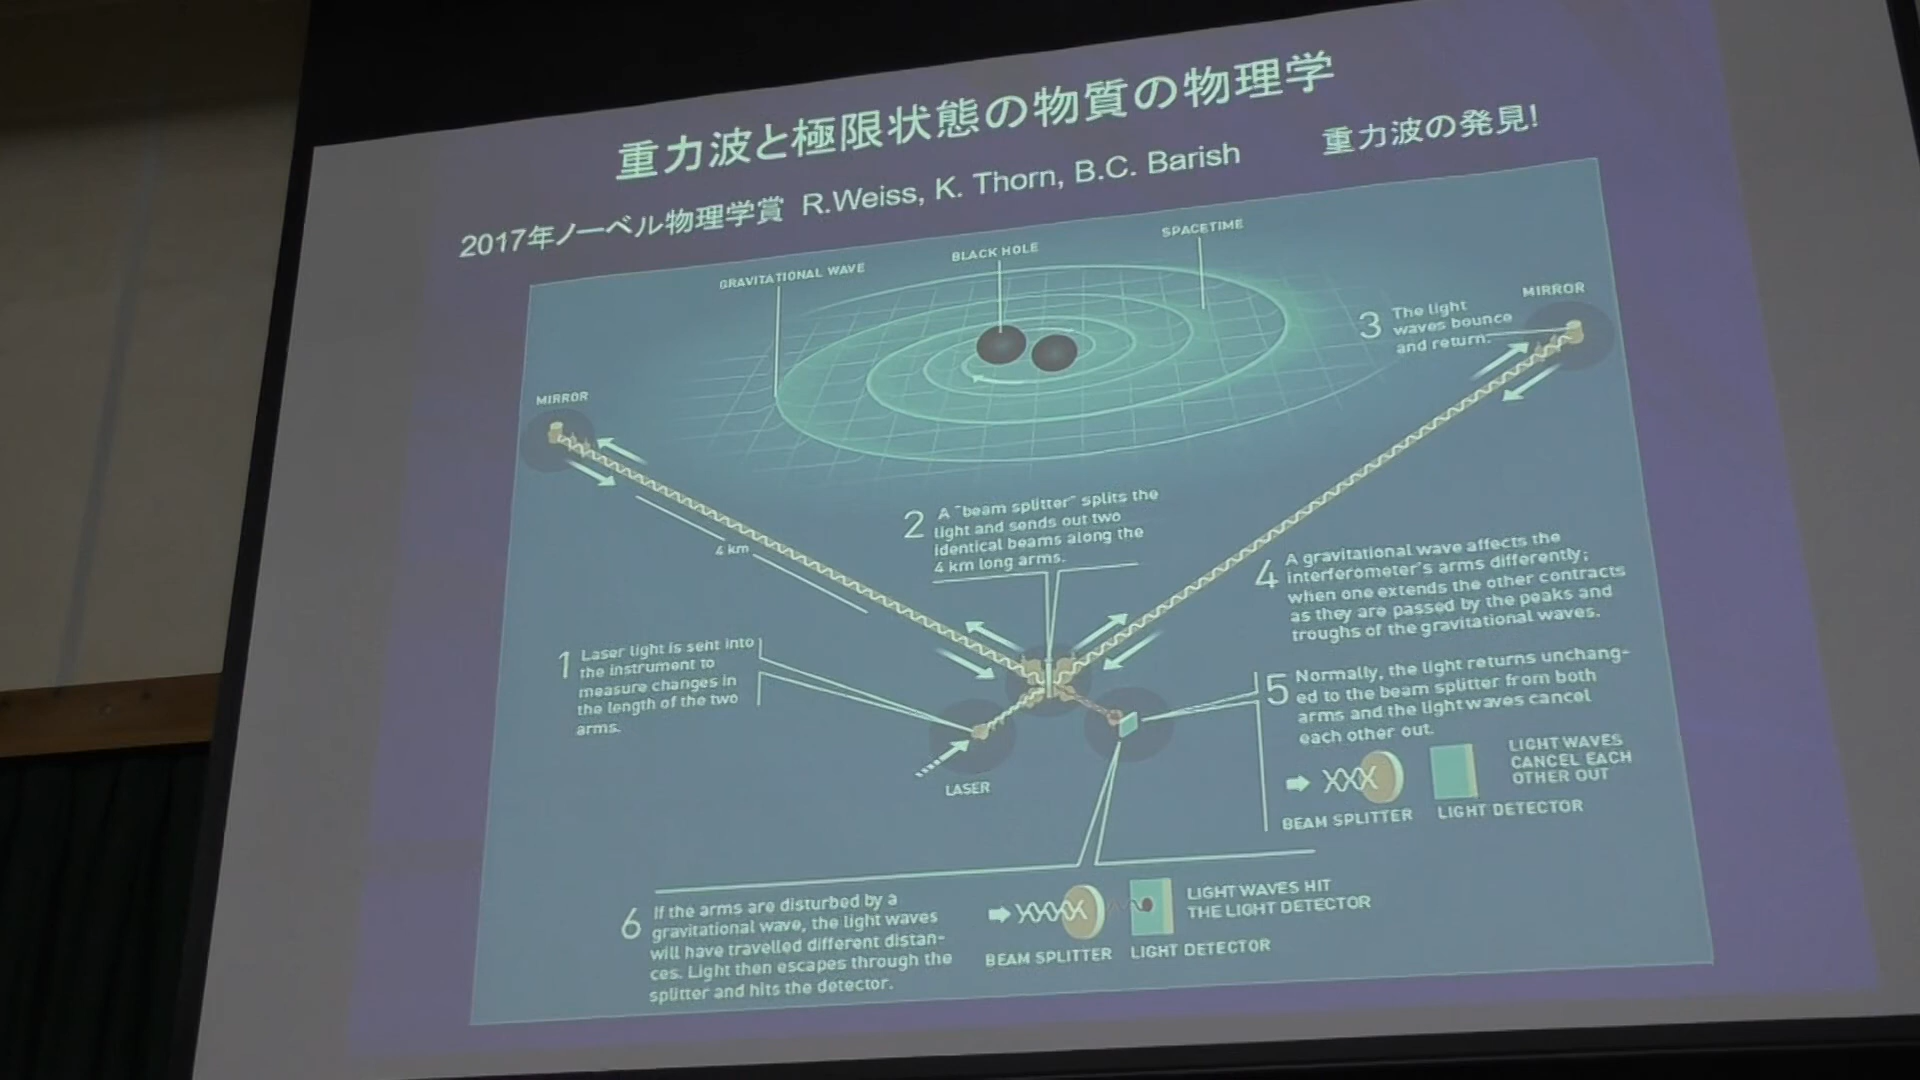 重力波と極限状態の物質の物理学
重力波の発見!
2017年ノーベル物理学賞 R.Weiss, K. Thorn, B.C. Barish
GRAVITATIONAL WAVE
BLACK HOLE
SPACETIME
MIRROR
3 The light
waves bounce
and return.
MIRROR
2 A "beam splitter" splits the
light and sends out two
identical beams along the
4 km long arms.
4 km
4 A gravitational wave affects the
interferometer's arms differently;
when one extends the other contracts
as they are passed by the peaks and
troughs of the gravitational waves.
1 Laser light is sent into
the instrument to
measure changes in
the length of the two
arms.
5 Normally, the light returns unchang-
ed to the beam splitter from both
arms and the light waves cancel
each other out.
LIGHT WAVES
CANCEL EACH
OTHER OUT
BEAM SPLITTER
LIGHT DETECTOR
LASER
6 If the arms are disturbed by a
gravitational wave, the light waves
will have travelled different distan-
ces. Light then escapes through the
splitter and hits the detector.
LIGHT WAVES HIT
THE LIGHT DETECTOR
BEAM SPLITTER
LIGHT DETECTOR